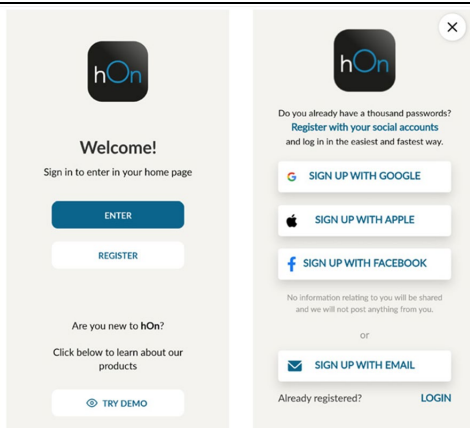 hOn
Welcome!
Sign in to enter in your home page
ENTER
REGISTER
Are you new to hOn?
Click below to learn about our
products
TRY DEMO
hOn
Do you already have a thousand passwords?
Register with your social accounts
and log in in the easiest and fastest way.
SIGN UP WITH GOOGLE
SIGN UP WITH APPLE
SIGN UP WITH FACEBOOK
No information relating to you will be shared
and we will not post anything from you.
or
SIGN UP WITH EMAIL
Already registered? LOGIN